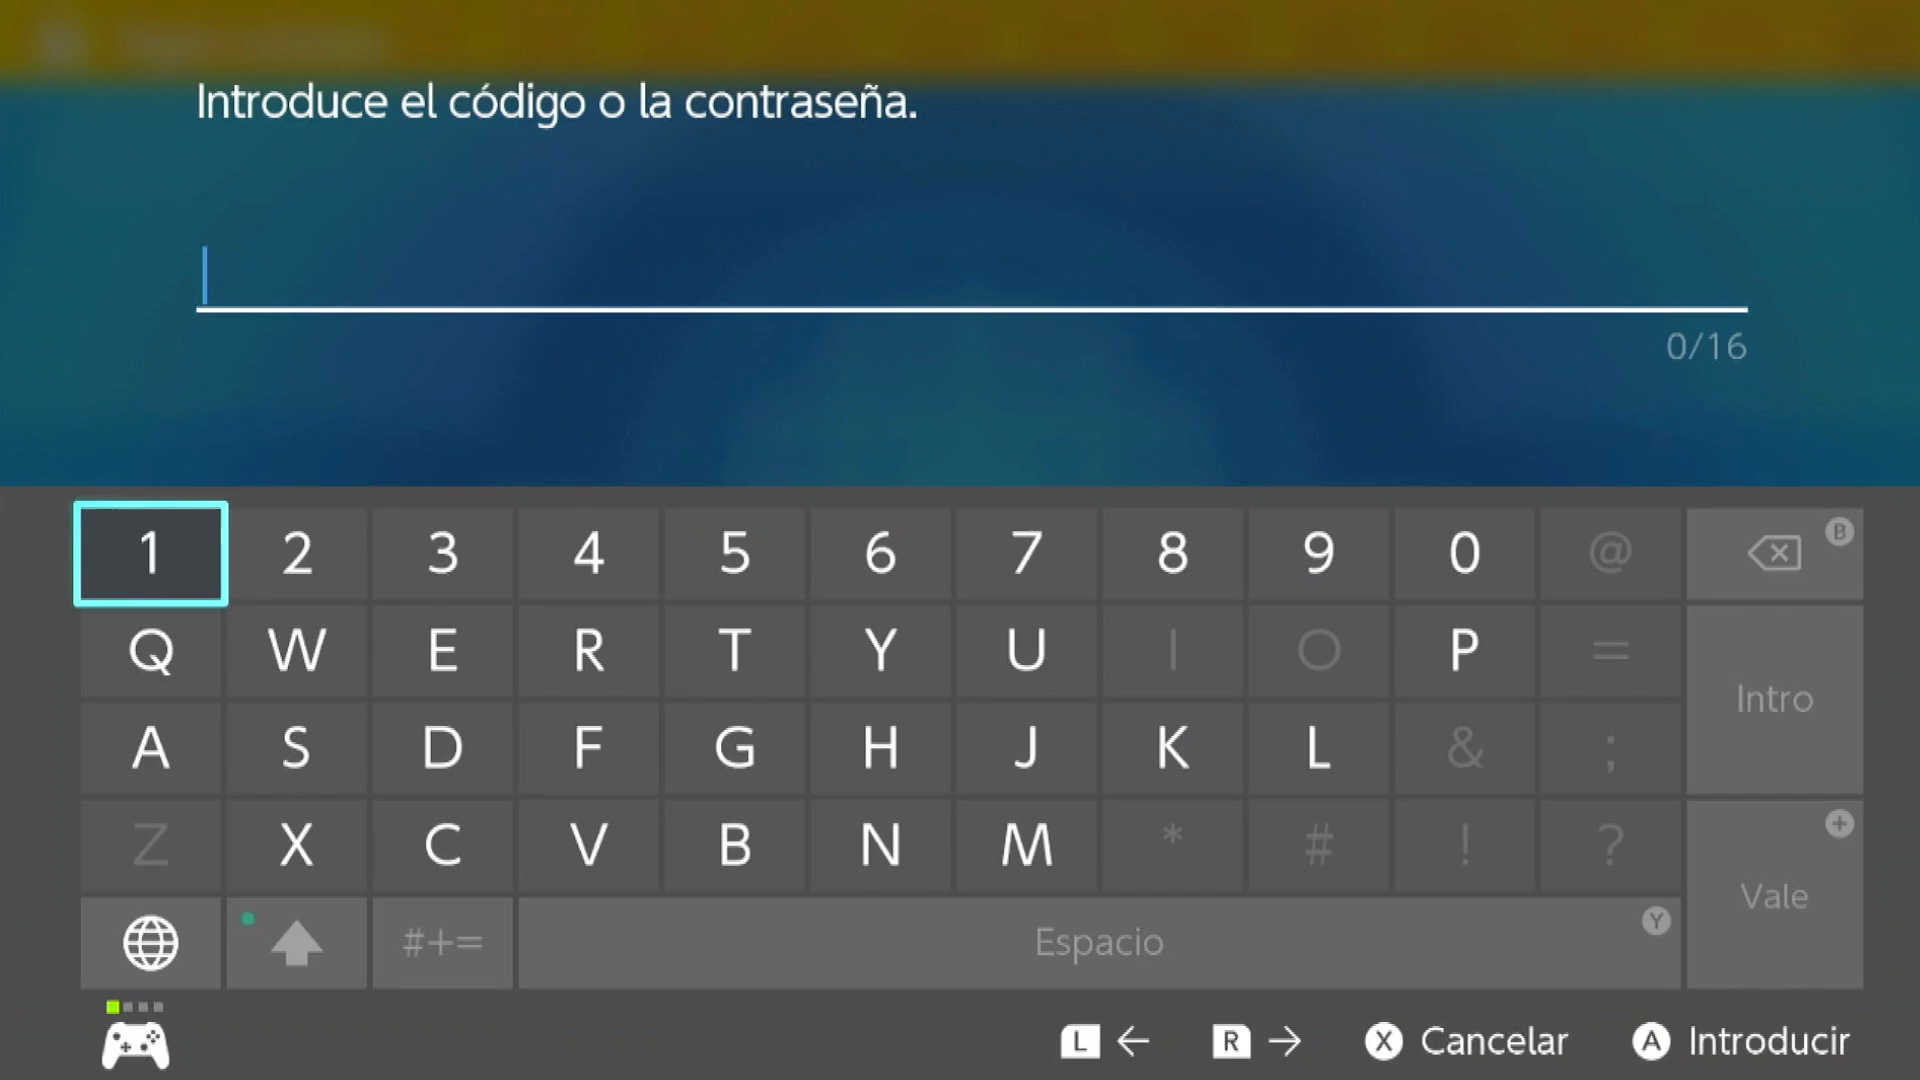 Introduce el código o la contraseña.
0/16
1 2 3 4 5 6 7 8 9 0 @ B
Q W E R T Y U I O P =
Intro
A S D F G H J K L & ;
Z X C V B N M * # ! ? +
Vale
#+= Espacio Y
L ← R → X Cancelar A Introducir